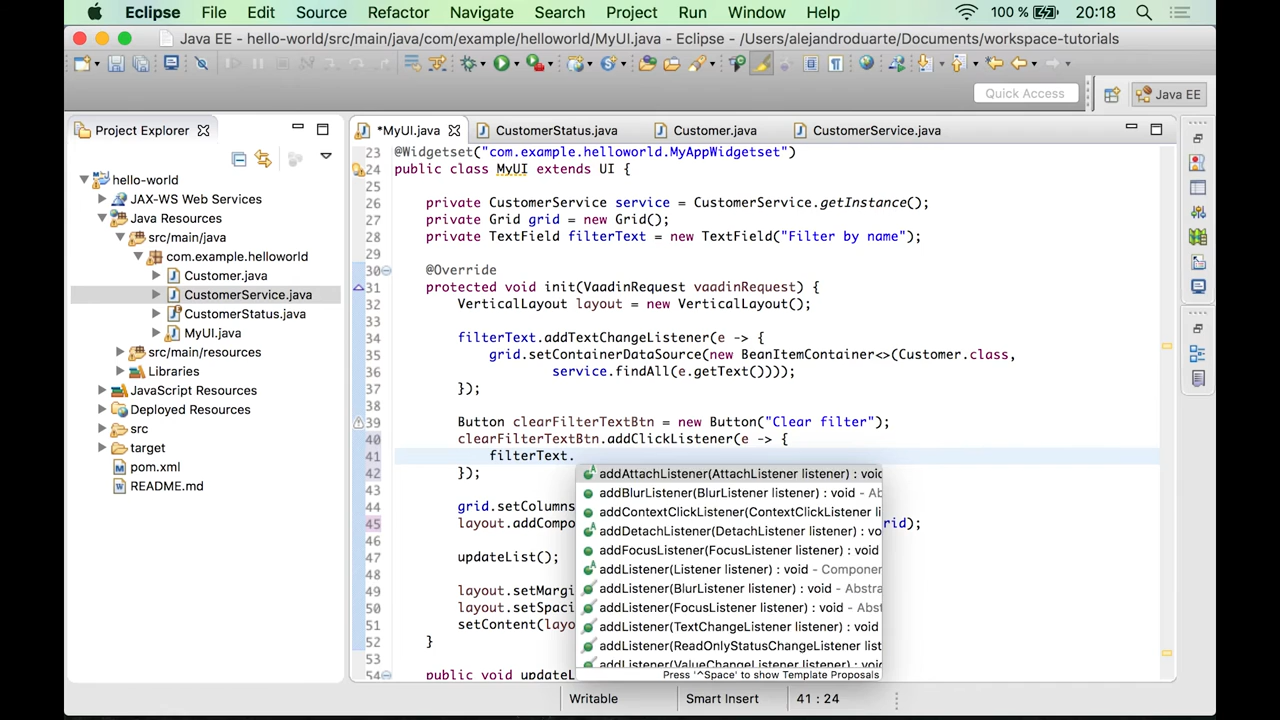 Eclipse File Edit Source Refactor Navigate Search Project Run Window Help 100 % 20:18
Java EE - hello-world/src/main/java/com/example/helloworld/MyUI.java - Eclipse - /Users/alejandroduarte/Documents/workspace-tutorials
Quick Access
Java EE
Project Explorer
hello-world
JAX-WS Web Services
Java Resources
src/main/java
com.example.helloworld
Customer.java
CustomerService.java
CustomerStatus.java
MyUI.java
src/main/resources
Libraries
JavaScript Resources
Deployed Resources
src
target
pom.xml
README.md
*MyUI.java CustomerStatus.java Customer.java CustomerService.java
23 @Widgetset("com.example.helloworld.MyAppWidgetset")
24 public class MyUI extends UI {
25
26 private CustomerService service = CustomerService.getInstance();
27 private Grid grid = new Grid();
28 private TextField filterText = new TextField("Filter by name");
29
30 @Override
31 protected void init(VaadinRequest vaadinRequest) {
32 VerticalLayout layout = new VerticalLayout();
33
34 filterText.addTextChangeListener(e -> {
35 grid.setContainerDataSource(new BeanItemContainer<>(Customer.class,
36 service.findAll(e.getText())));
37 });
38
39 Button clearFilterTextBtn = new Button("Clear filter");
40 clearFilterTextBtn.addClickListener(e -> {
41 filterText.
42 });
43
44 grid.setColumns
45 layout.addCompo rid);
46
47 updateList();
48
49 layout.setMargi
50 layout.setSpaci
51 setContent(layo
52 }
53
54 public void updateL
addAttachListener(AttachListener listener) : void
addBlurListener(BlurListener listener) : void - Ab
addContextClickListener(ContextClickListener li
addDetachListener(DetachListener listener) : vo
addFocusListener(FocusListener listener) : void
addListener(Listener listener) : void - Compone
addListener(BlurListener listener) : void - Abstra
addListener(FocusListener listener) : void - Abst
addListener(TextChangeListener listener) : void
addListener(ReadOnlyStatusChangeListener list
addListener(ValueChangeListener listener) : void
Press '^Space' to show Template Proposals
Writable Smart Insert 41 : 24